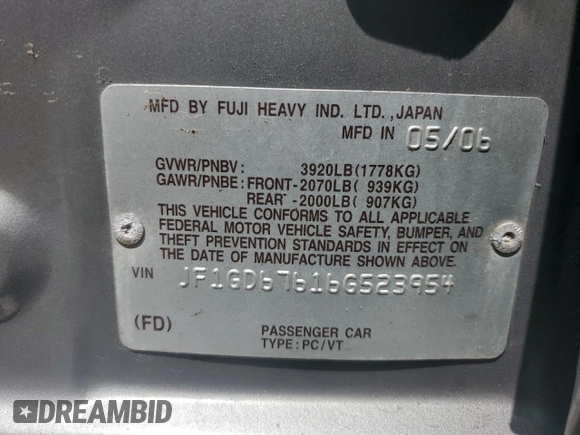 MFD BY FUJI HEAVY IND. LTD.,JAPAN
MFD IN 05/06
GVWR/PNBV : 3920LB(1778KG)
GAWR/PNBE:FRONT-2070LB( 939KG)
REAR -2000LB( 907KG)
THIS VEHICLE CONFORMS TO ALL APPLICABLE
FEDERAL MOTOR VEHICLE SAFETY, BUMPER, AND
THEFT PREVENTION STANDARDS IN EFFECT ON
THE DATE OF MANUFACTURE SHOWN ABOVE.
VIN JF1GD67616G523954
(FD) PASSENGER CAR
TYPE:PC/VT
DREAMBID